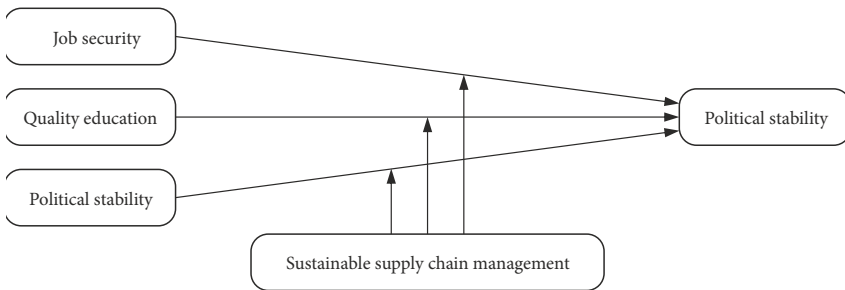 Job security
Quality education
Political stability
Political stability
Sustainable supply chain management